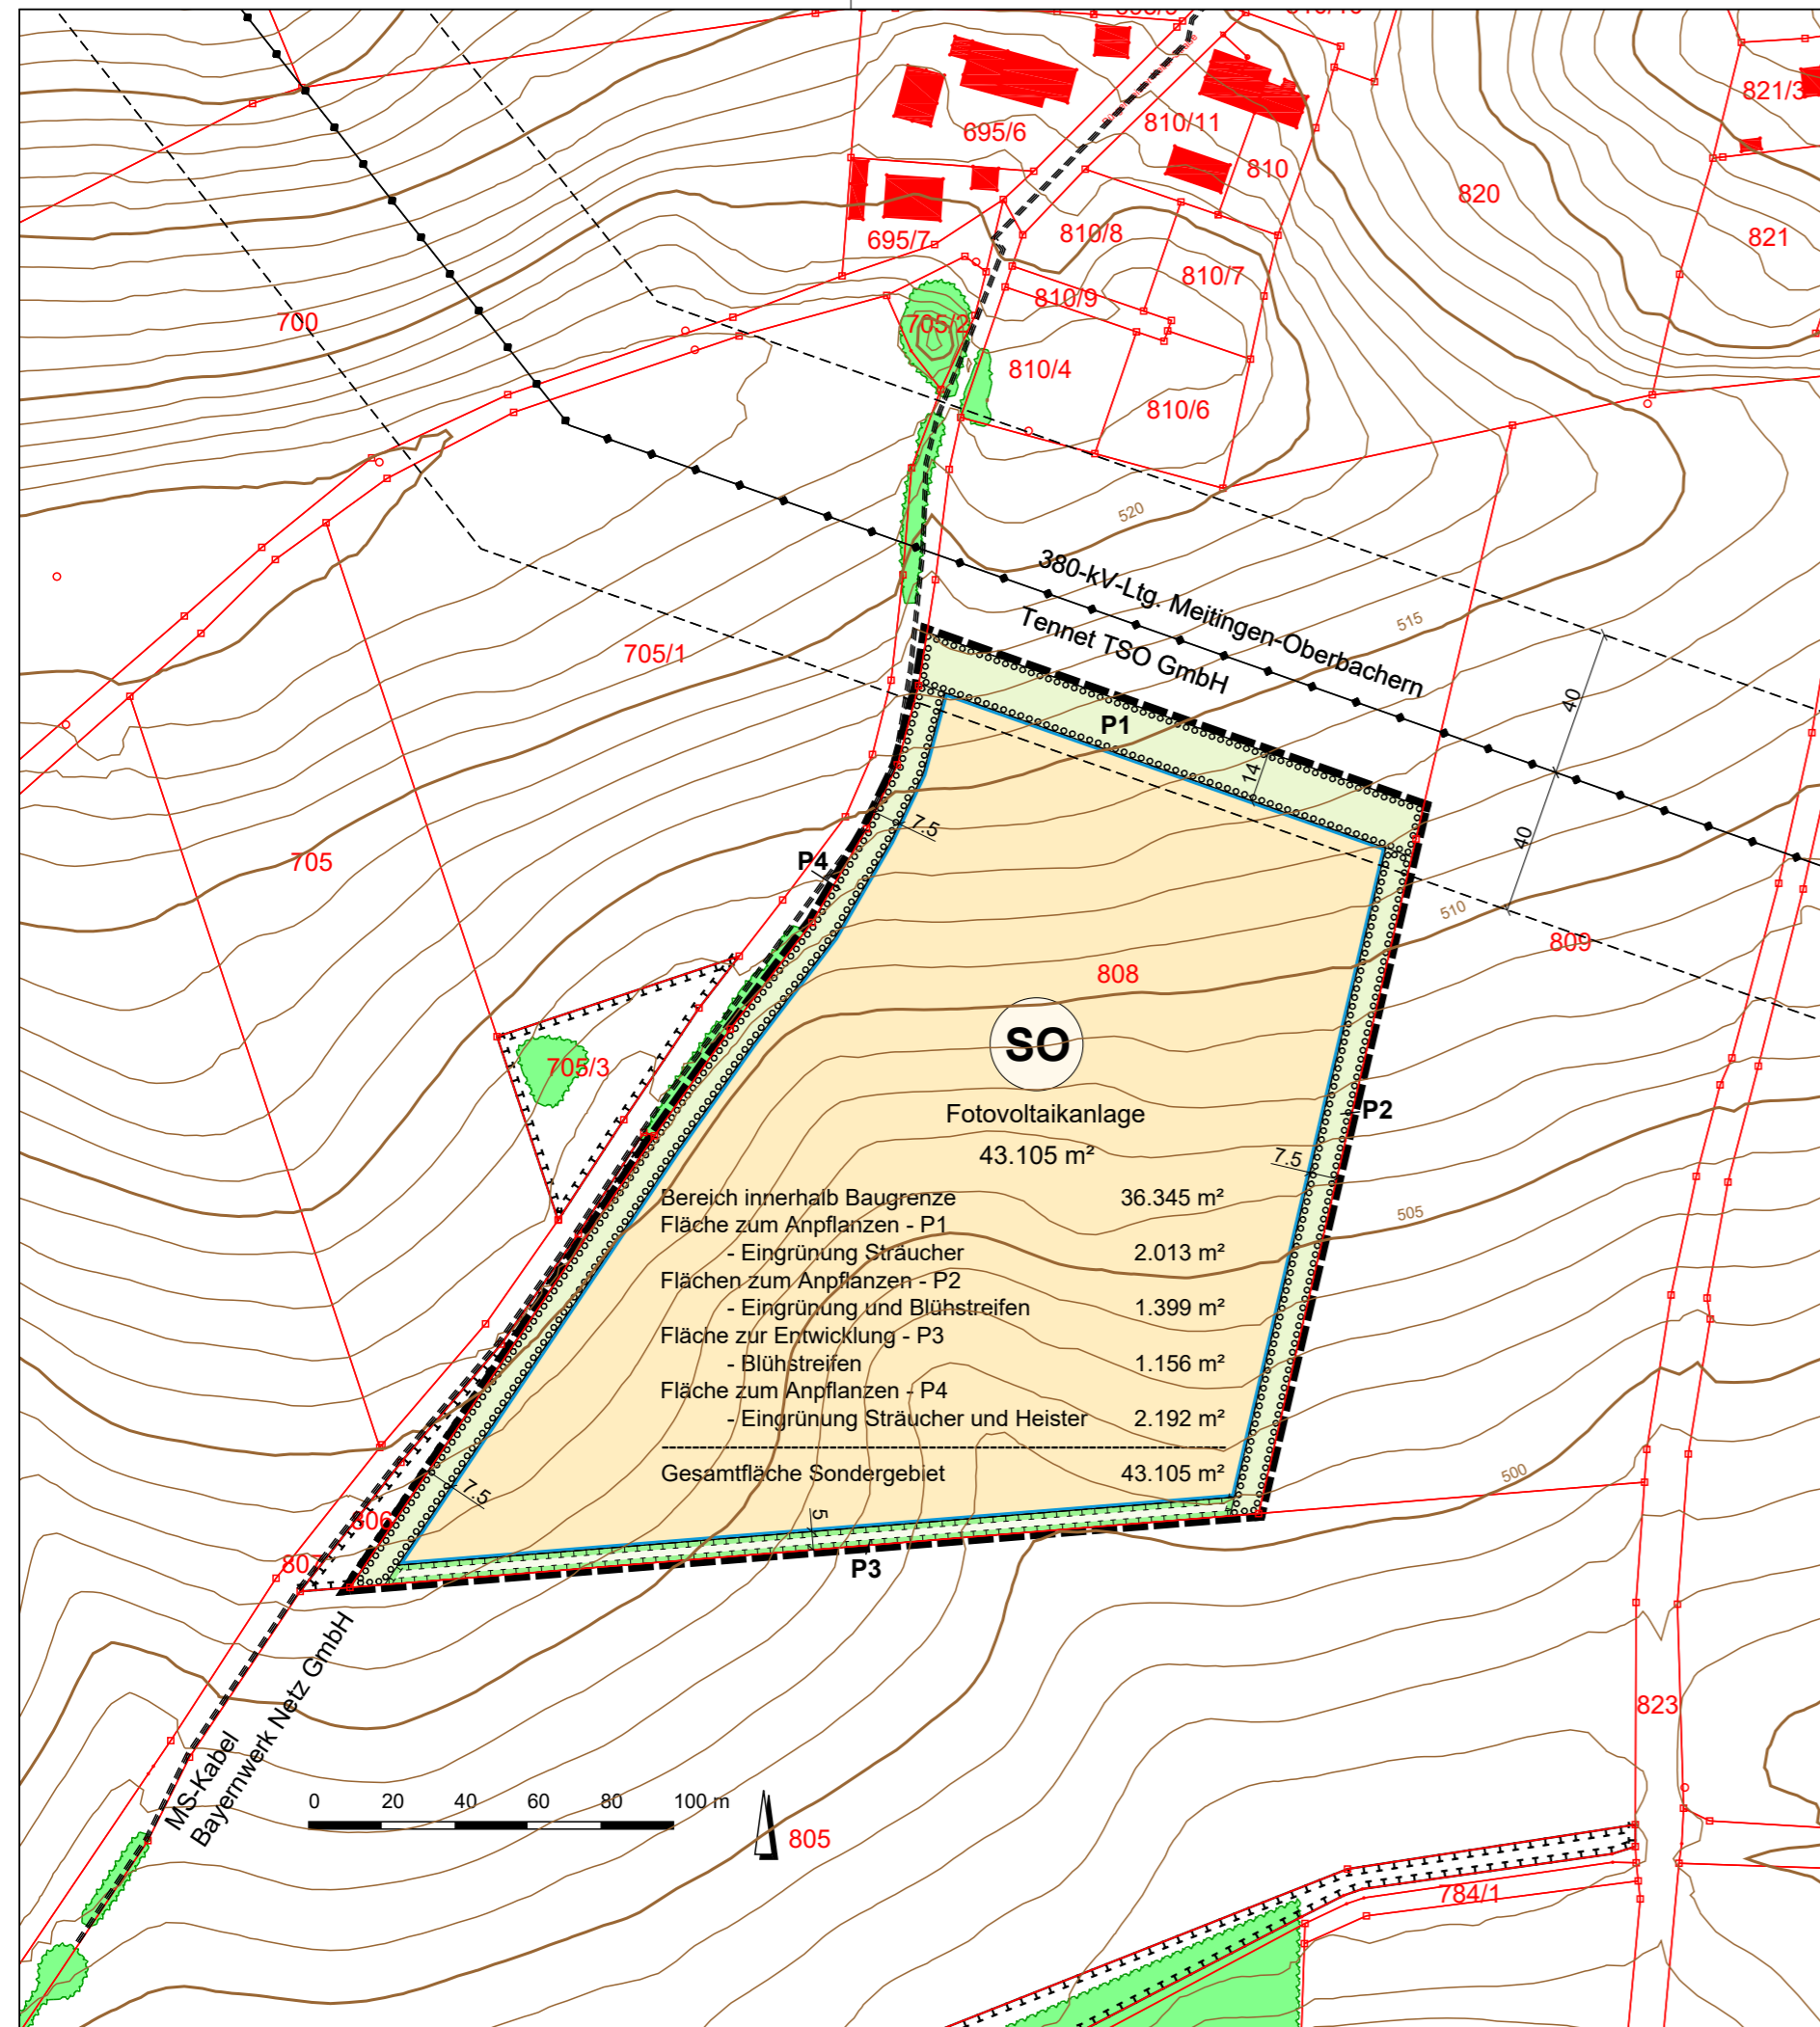 821/3
695/6
810/11
810
820
695/7
810/8
821
810/7
810/9
700
705/2
810/4
810/6
520
380-kV-Ltg. Meitingen-Oberbachern
Tennet TSO GmbH
515
705/1
40
P1
14
7.5
40
705
P4
510
809
808
SO
705/3
Fotovoltaikanlage
P2
43.105 m²
7.5
Bereich innerhalb Baugrenze 36.345 m²
505
Fläche zum Anpflanzen - P1
- Eingrünung Sträucher 2.013 m²
Flächen zum Anpflanzen - P2
- Eingrünung und Blühstreifen 1.399 m²
Fläche zur Entwicklung - P3
- Blühstreifen 1.156 m²
Fläche zum Anpflanzen - P4
- Eingrünung Sträucher und Heister 2.192 m²
Gesamtfläche Sondergebiet 43.105 m²
500
7.5
5
806
807
P3
823
MS-Kabel
Bayernwerk Netz GmbH
0 20 40 60 80 100 m
805
784/1